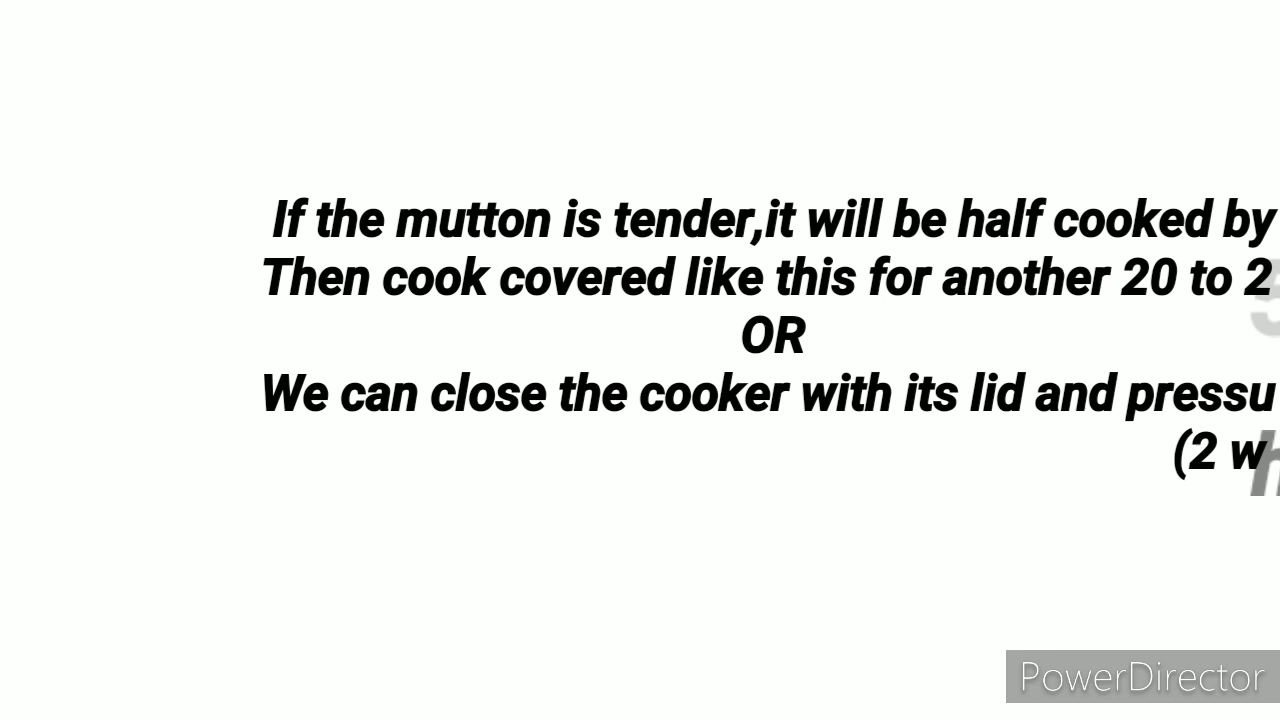 If the mutton is tender,it will be half cooked by
Then cook covered like this for another 20 to 2
OR
We can close the cooker with its lid and pressu
(2 w
PowerDirector